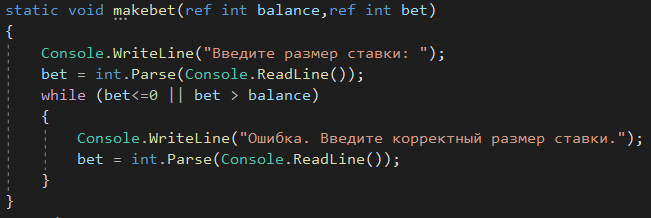 static void makebet(ref int balance,ref int bet)
{
Console.WriteLine("Введите размер ставки: ");
bet = int.Parse(Console.ReadLine());
while (bet<=0 || bet > balance)
{
Console.WriteLine("Ошибка. Введите корректный размер ставки.");
bet = int.Parse(Console.ReadLine());
}
}